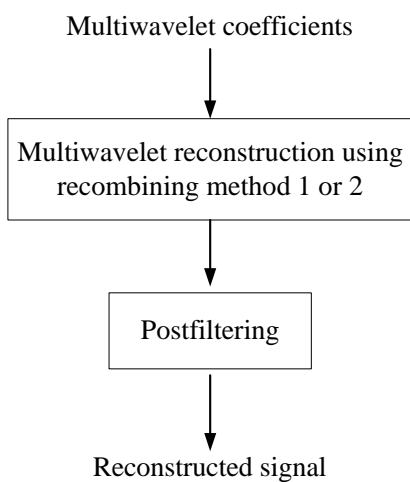 Multiwavelet coefficients
Multiwavelet reconstruction using
recombining method 1 or 2
Postfiltering
Reconstructed signal